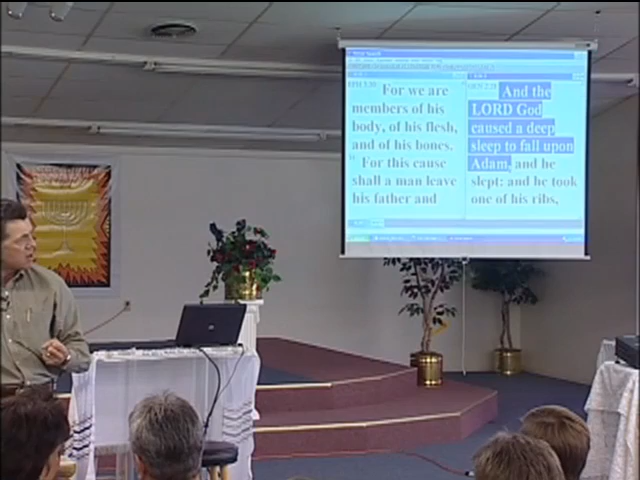 For we are
members of his
body, of his flesh,
and of his bones.
For this cause
shall a man leave
his father and
And the
LORD God
caused a deep
sleep to fall upon
Adam, and he
slept: and he took
one of his ribs,